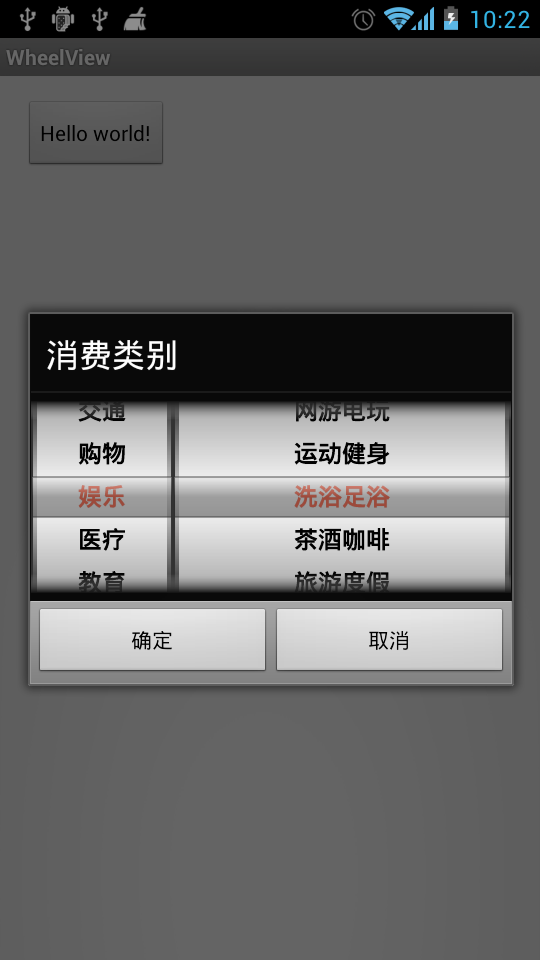 10:22
WheelView
Hello world!
消费类别
交通 网游电玩
购物 运动健身
娱乐 洗浴足浴
医疗 茶酒咖啡
教育 旅游度假
确定 取消